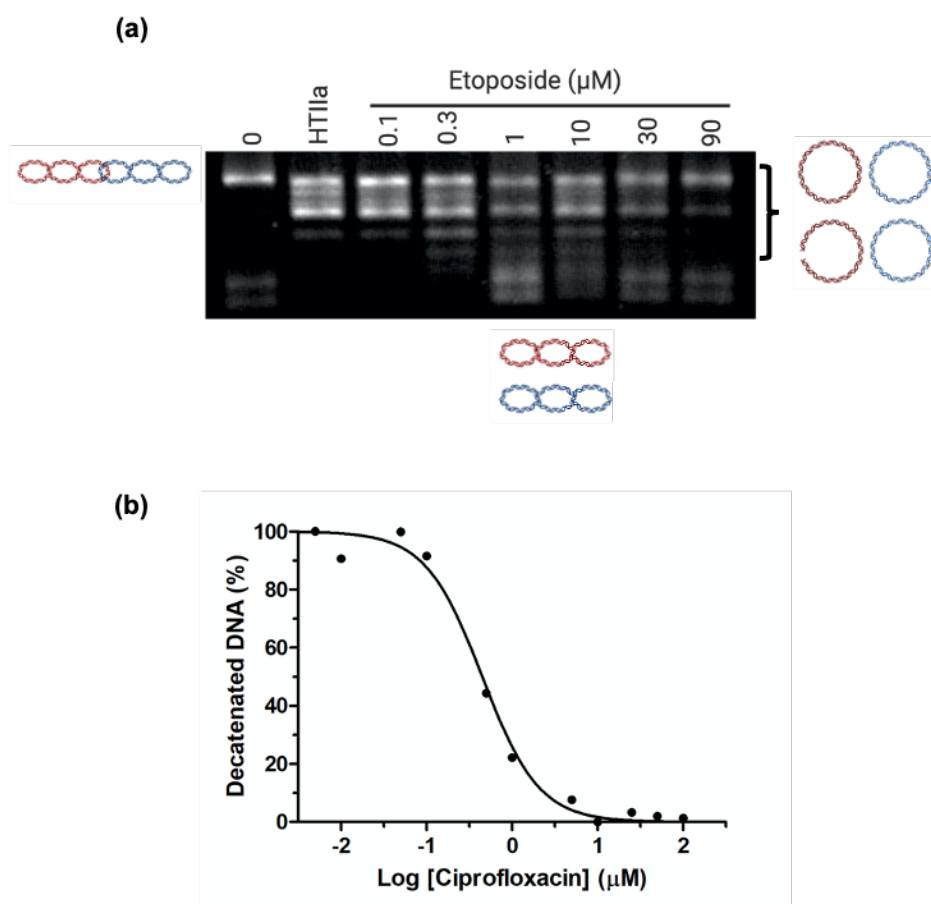 (a)
Etoposide (μM)
0 HTIIa 0.1 0.3 1 10 30 90
(b)
Decatenated DNA (%)
100
80
60
40
20
0
-2 -1 0 1 2
Log [Ciprofloxacin] (μM)